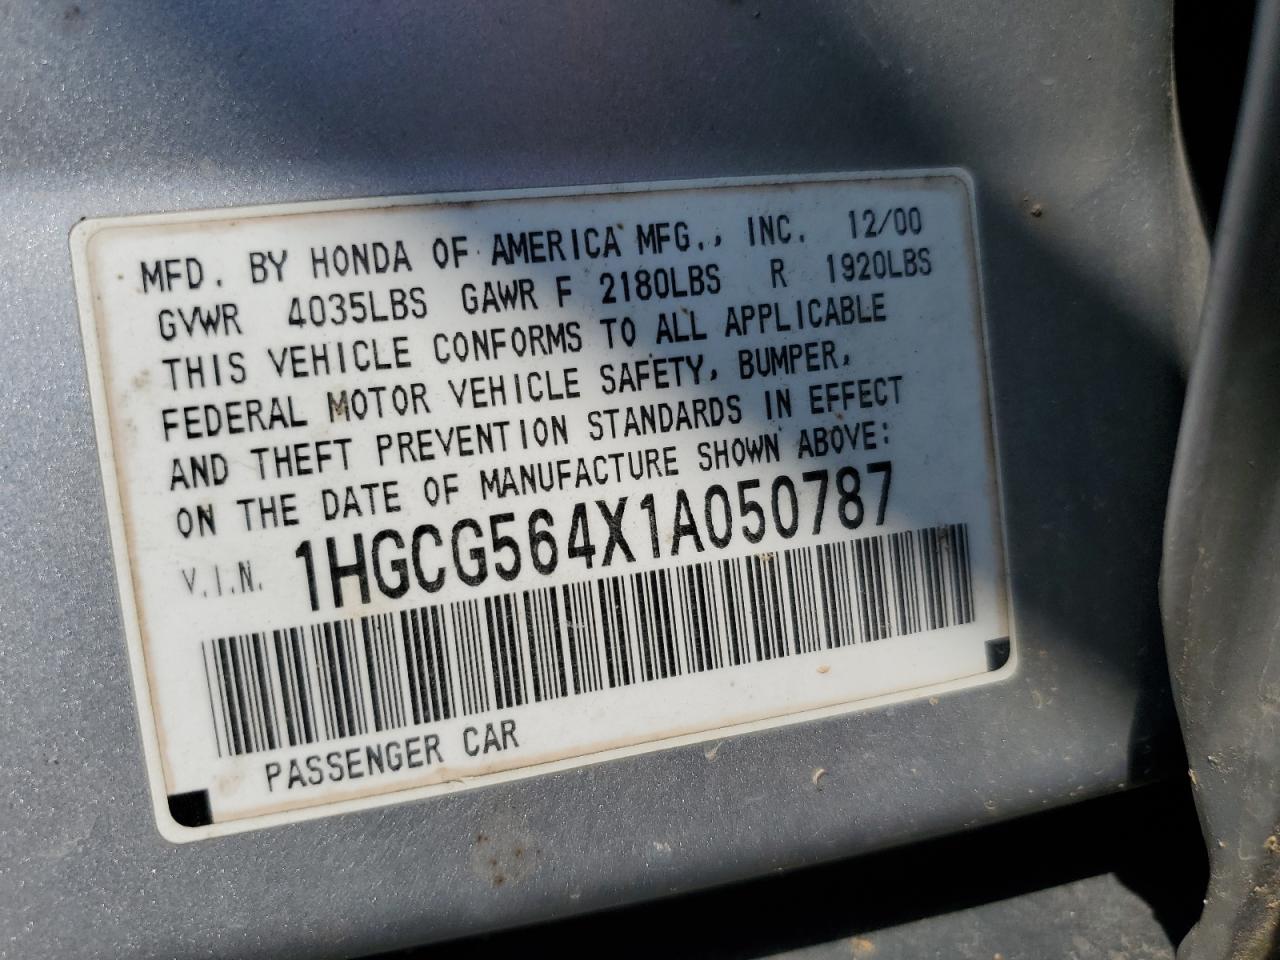 MFD. BY HONDA OF AMERICA MFG., INC. 12/00
GVWR 4035LBS GAWR F 2180LBS R 1920LBS
THIS VEHICLE CONFORMS TO ALL APPLICABLE
FEDERAL MOTOR VEHICLE SAFETY, BUMPER,
AND THEFT PREVENTION STANDARDS IN EFFECT
ON THE DATE OF MANUFACTURE SHOWN ABOVE:
V.I.N. 1HGCG564X1A050787
PASSENGER CAR